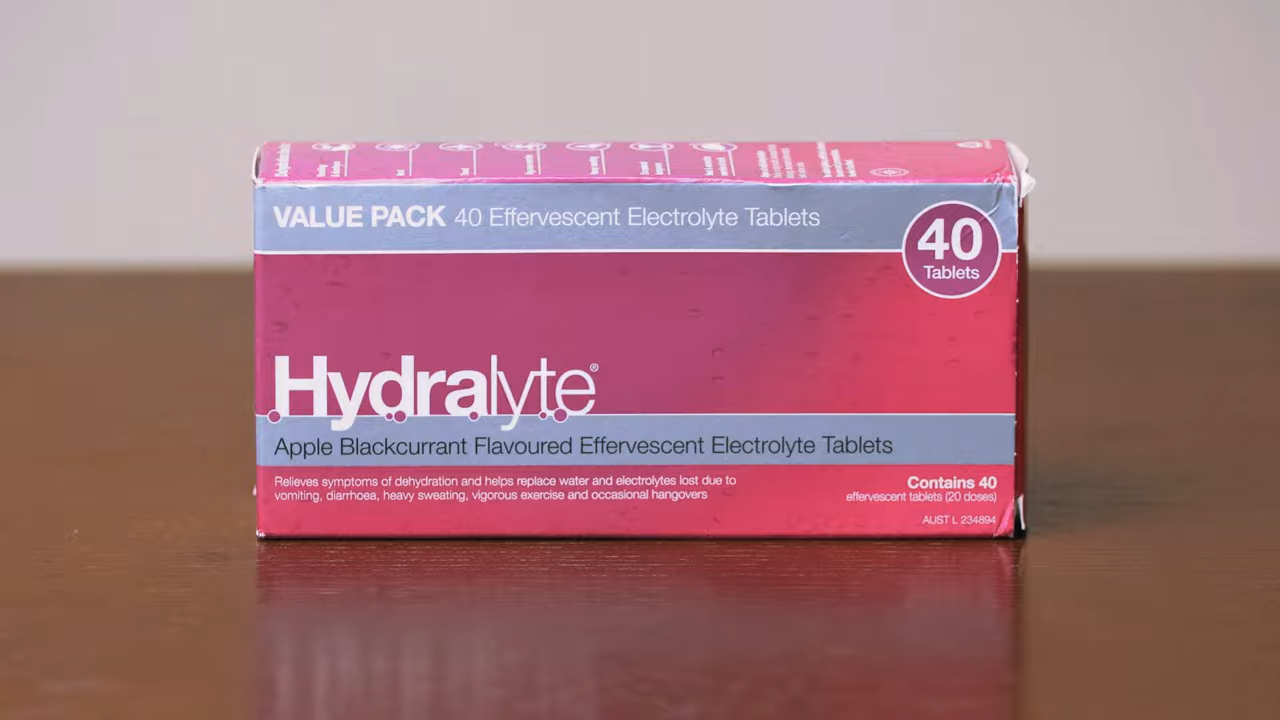 VALUE PACK 40 Effervescent Electrolyte Tablets
40
Tablets
Hydralyte®
Apple Blackcurrant Flavoured Effervescent Electrolyte Tablets
Relieves symptoms of dehydration and helps replace water and electrolytes lost due to
vomiting, diarrhoea, heavy sweating, vigorous exercise and occasional hangovers
Contains 40
effervescent tablets (20 doses)
AUST L 234894